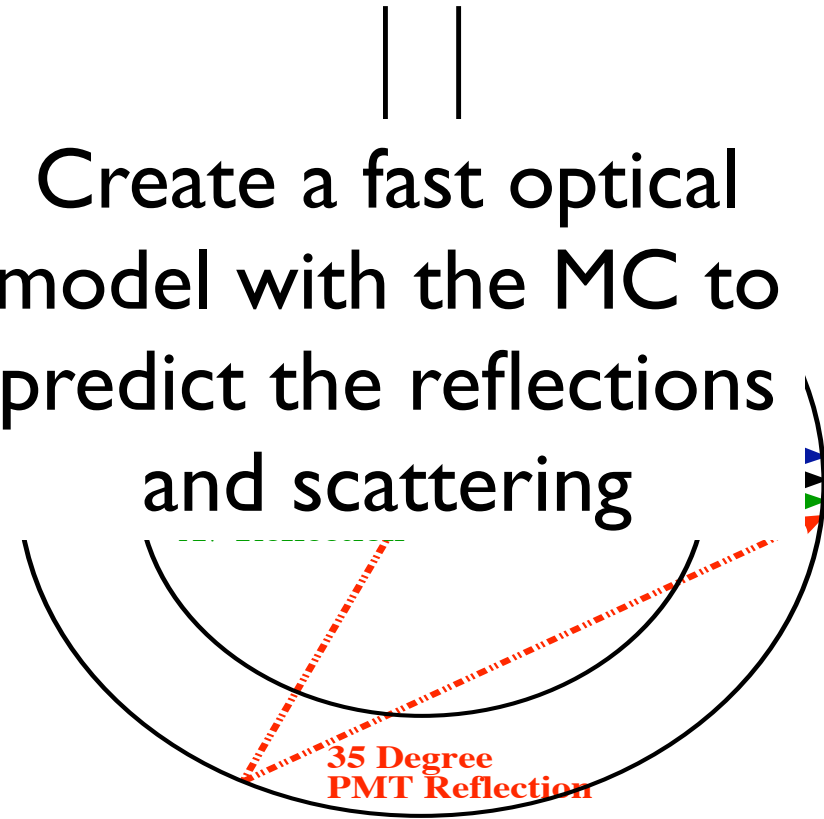 Create a fast optical
model with the MC to
predict the reflections
and scattering
35 Degree
PMT Reflection